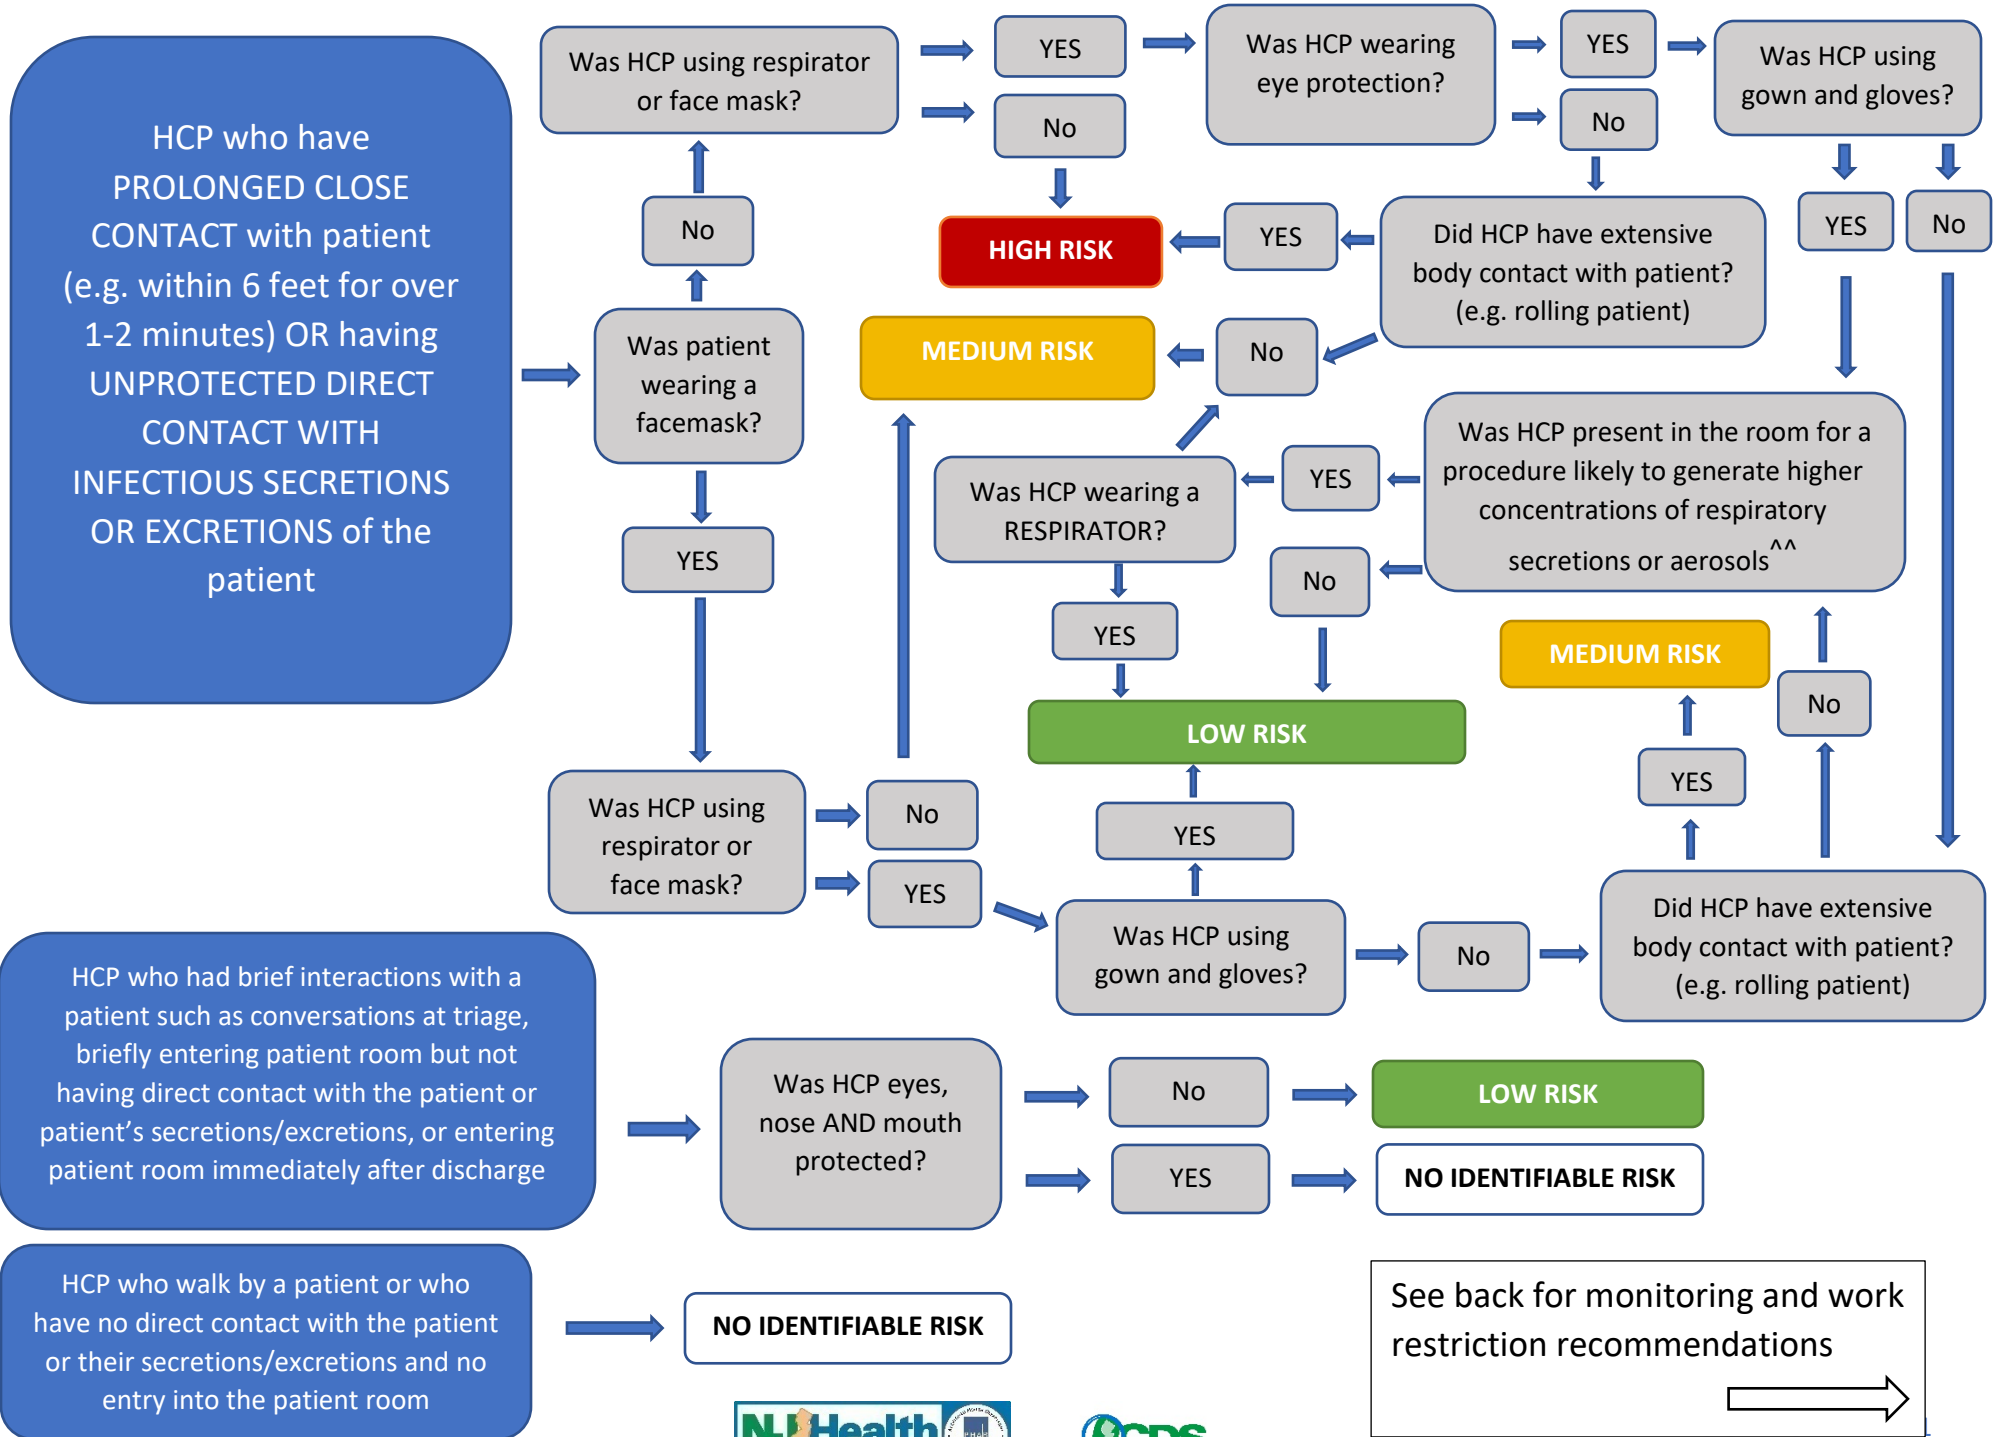 HCP who have
PROLONGED CLOSE
CONTACT with patient
(e.g. within 6 feet for over
1-2 minutes) OR having
UNPROTECTED DIRECT
CONTACT WITH
INFECTIOUS SECRETIONS
OR EXCRETIONS of the
patient
Was patient
wearing a
facemask?
No
YES
Was HCP using respirator
or face mask?
YES
No
Was HCP wearing
eye protection?
YES
No
Was HCP using
gown and gloves?
YES
No
HIGH RISK
YES
Did HCP have extensive
body contact with patient?
(e.g. rolling patient)
MEDIUM RISK
No
Was HCP wearing a
RESPIRATOR?
YES
Was HCP present in the room for a
procedure likely to generate higher
concentrations of respiratory
secretions or aerosols^^
No
YES
MEDIUM RISK
No
LOW RISK
YES
YES
Was HCP using
respirator or
face mask?
No
YES
Was HCP using
gown and gloves?
No
Did HCP have extensive
body contact with patient?
(e.g. rolling patient)
HCP who had brief interactions with a
patient such as conversations at triage,
briefly entering patient room but not
having direct contact with the patient or
patient’s secretions/excretions, or entering
patient room immediately after discharge
Was HCP eyes,
nose AND mouth
protected?
No
LOW RISK
YES
NO IDENTIFIABLE RISK
HCP who walk by a patient or who
have no direct contact with the patient
or their secretions/excretions and no
entry into the patient room
NO IDENTIFIABLE RISK
See back for monitoring and work
restriction recommendations
NJ Health
CDS